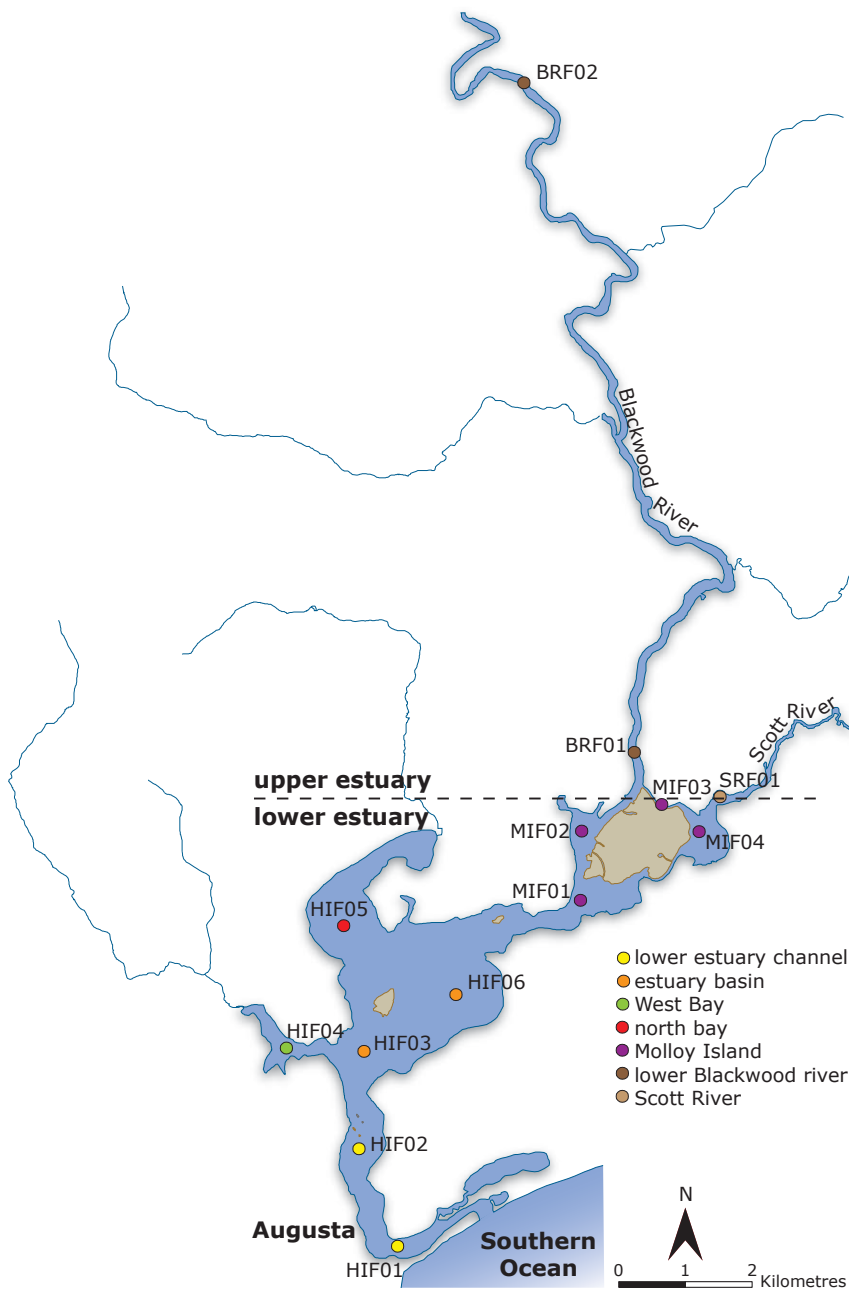 BRF02
Blackwood
River
Scott River
BRF01
SRF01
upper estuary
MIF03
lower estuary
MIF02
MIF04
MIF01
HIF05
lower estuary channel
estuary basin
HIF06
West Bay
north bay
HIF04
HIF03
Molloy Island
lower Blackwood river
Scott River
HIF02
N
Augusta
Southern
Ocean
HIF01
0 1 2
Kilometres